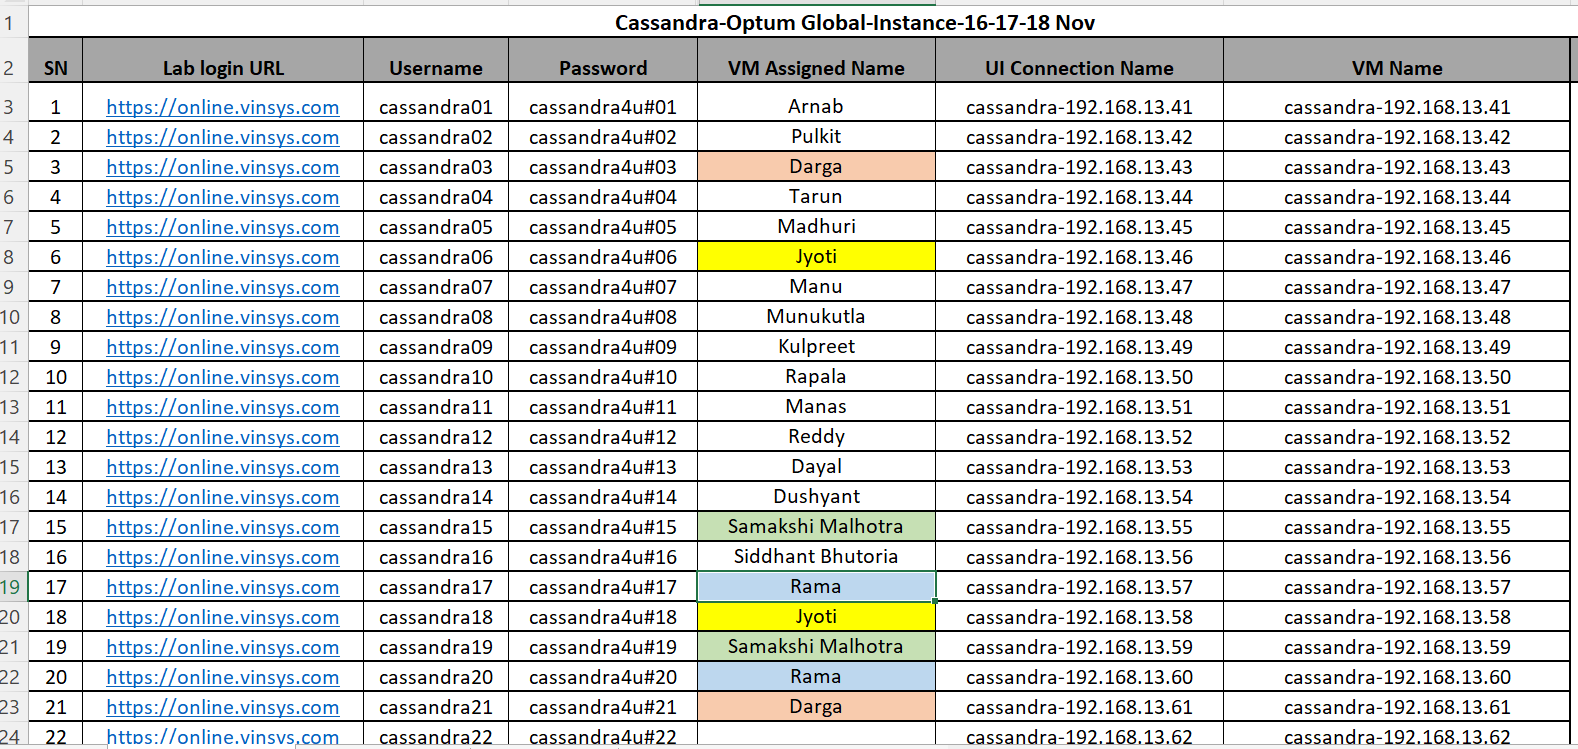 1 Cassandra-Optum Global-Instance-16-17-18 Nov
2 SN Lab login URL Username Password VM Assigned Name UI Connection Name VM Name
3 1 https://online.vinsys.com cassandra01 cassandra4u#01 Arnab cassandra-192.168.13.41 cassandra-192.168.13.41
4 2 https://online.vinsys.com cassandra02 cassandra4u#02 Pulkit cassandra-192.168.13.42 cassandra-192.168.13.42
5 3 https://online.vinsys.com cassandra03 cassandra4u#03 Darga cassandra-192.168.13.43 cassandra-192.168.13.43
6 4 https://online.vinsys.com cassandra04 cassandra4u#04 Tarun cassandra-192.168.13.44 cassandra-192.168.13.44
7 5 https://online.vinsys.com cassandra05 cassandra4u#05 Madhuri cassandra-192.168.13.45 cassandra-192.168.13.45
8 6 https://online.vinsys.com cassandra06 cassandra4u#06 Jyoti cassandra-192.168.13.46 cassandra-192.168.13.46
9 7 https://online.vinsys.com cassandra07 cassandra4u#07 Manu cassandra-192.168.13.47 cassandra-192.168.13.47
10 8 https://online.vinsys.com cassandra08 cassandra4u#08 Munukutla cassandra-192.168.13.48 cassandra-192.168.13.48
11 9 https://online.vinsys.com cassandra09 cassandra4u#09 Kulpreet cassandra-192.168.13.49 cassandra-192.168.13.49
12 10 https://online.vinsys.com cassandra10 cassandra4u#10 Rapala cassandra-192.168.13.50 cassandra-192.168.13.50
13 11 https://online.vinsys.com cassandra11 cassandra4u#11 Manas cassandra-192.168.13.51 cassandra-192.168.13.51
14 12 https://online.vinsys.com cassandra12 cassandra4u#12 Reddy cassandra-192.168.13.52 cassandra-192.168.13.52
15 13 https://online.vinsys.com cassandra13 cassandra4u#13 Dayal cassandra-192.168.13.53 cassandra-192.168.13.53
16 14 https://online.vinsys.com cassandra14 cassandra4u#14 Dushyant cassandra-192.168.13.54 cassandra-192.168.13.54
17 15 https://online.vinsys.com cassandra15 cassandra4u#15 Samakshi Malhotra cassandra-192.168.13.55 cassandra-192.168.13.55
18 16 https://online.vinsys.com cassandra16 cassandra4u#16 Siddhant Bhutoria cassandra-192.168.13.56 cassandra-192.168.13.56
19 17 https://online.vinsys.com cassandra17 cassandra4u#17 Rama cassandra-192.168.13.57 cassandra-192.168.13.57
20 18 https://online.vinsys.com cassandra18 cassandra4u#18 Jyoti cassandra-192.168.13.58 cassandra-192.168.13.58
21 19 https://online.vinsys.com cassandra19 cassandra4u#19 Samakshi Malhotra cassandra-192.168.13.59 cassandra-192.168.13.59
22 20 https://online.vinsys.com cassandra20 cassandra4u#20 Rama cassandra-192.168.13.60 cassandra-192.168.13.60
23 21 https://online.vinsys.com cassandra21 cassandra4u#21 Darga cassandra-192.168.13.61 cassandra-192.168.13.61
24 22 https://online.vinsys.com cassandra22 cassandra4u#22 cassandra-192.168.13.62 cassandra-192.168.13.62